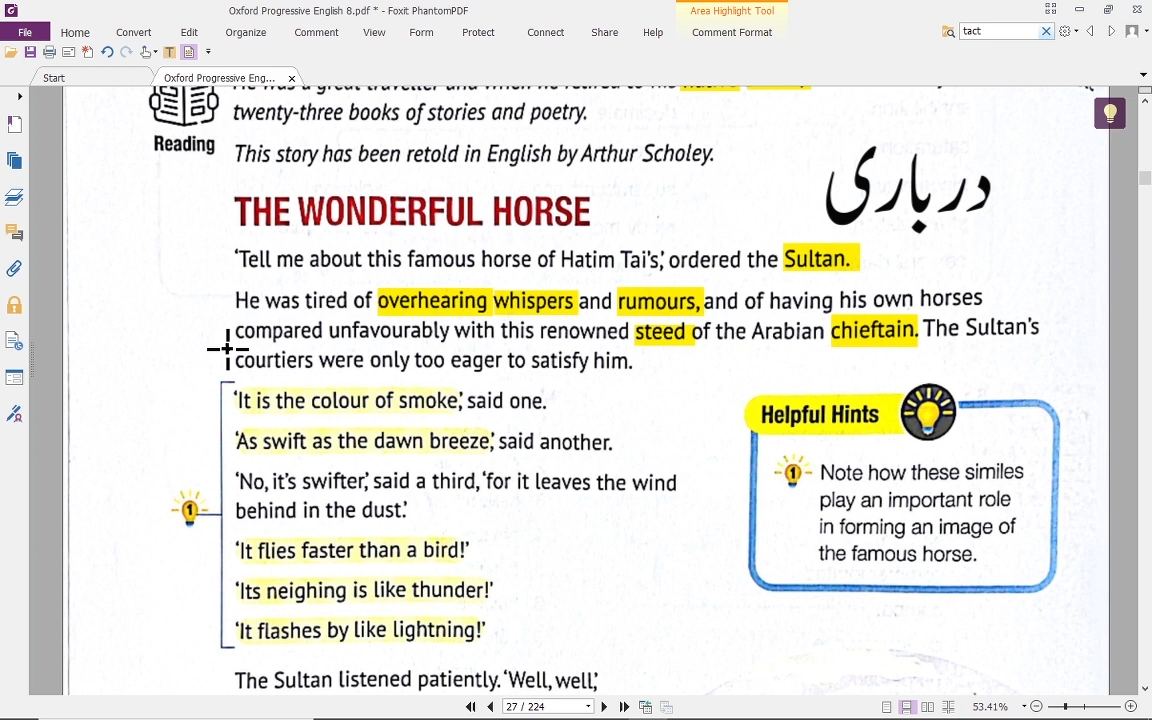 Oxford Progressive English 8.pdf * - Foxit PhantomPDF
Area Highlight Tool
File Home Convert Edit Organize Comment View Form Protect Connect Share Help Comment Format
tact
Start
Oxford Progressive Eng...
twenty-three books of stories and poetry.
Reading
This story has been retold in English by Arthur Scholey.
درباری
THE WONDERFUL HORSE
‘Tell me about this famous horse of Hatim Tai’s,’ ordered the Sultan.
He was tired of overhearing whispers and rumours, and of having his own horses
compared unfavourably with this renowned steed of the Arabian chieftain. The Sultan’s
courtiers were only too eager to satisfy him.
‘It is the colour of smoke,’ said one.
‘As swift as the dawn breeze,’ said another.
‘No, it’s swifter,’ said a third, ‘for it leaves the wind
behind in the dust.’
‘It flies faster than a bird!’
‘Its neighing is like thunder!’
‘It flashes by like lightning!’
1
Helpful Hints
1 Note how these similes
play an important role
in forming an image of
the famous horse.
The Sultan listened patiently. ‘Well, well,’
27 / 224
53.41%